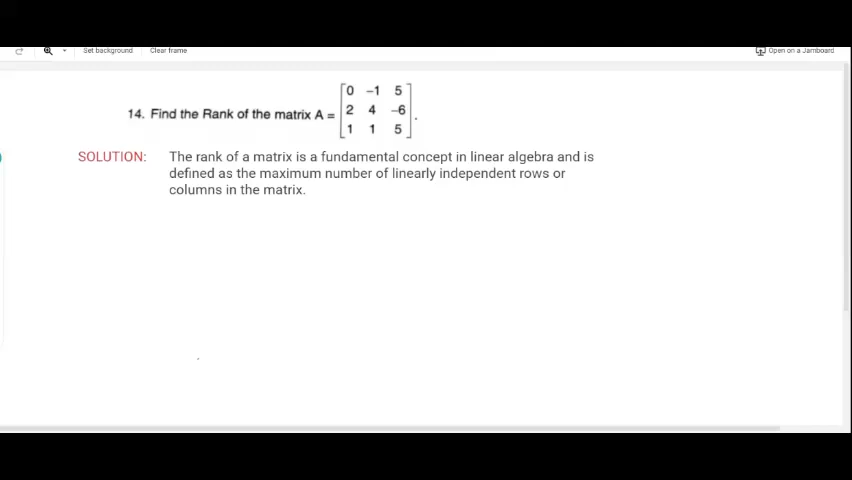 Set background Clear frame Open on a Jamboard
0 -1 5
14. Find the Rank of the matrix A = 2 4 -6 .
1 1 5
SOLUTION: The rank of a matrix is a fundamental concept in linear algebra and is
defined as the maximum number of linearly independent rows or
columns in the matrix.